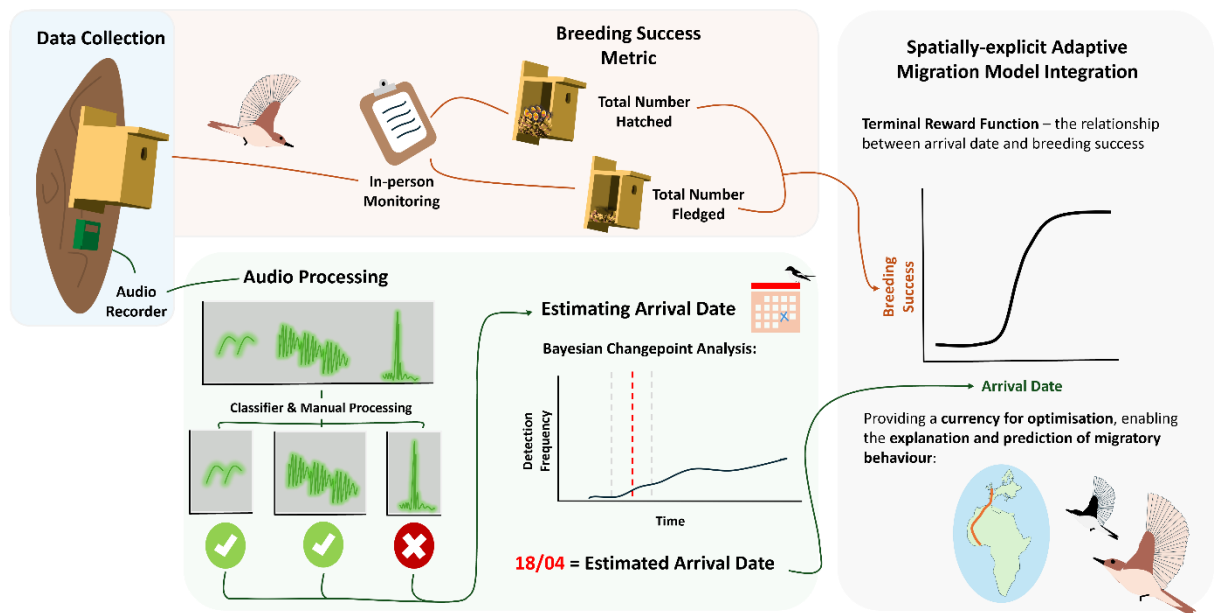 Data Collection
Audio
Recorder
Breeding Success
Metric
In-person
Monitoring
Total Number
Hatched
Total Number
Fledged
Audio Processing
Classifier & Manual Processing
Estimating Arrival Date
Bayesian Changepoint Analysis:
Detection
Frequency
Time
18/04 = Estimated Arrival Date
Spatially-explicit Adaptive
Migration Model Integration
Terminal Reward Function – the relationship
between arrival date and breeding success
Breeding
Success
Arrival Date
Providing a currency for optimisation, enabling
the explanation and prediction of migratory
behaviour: